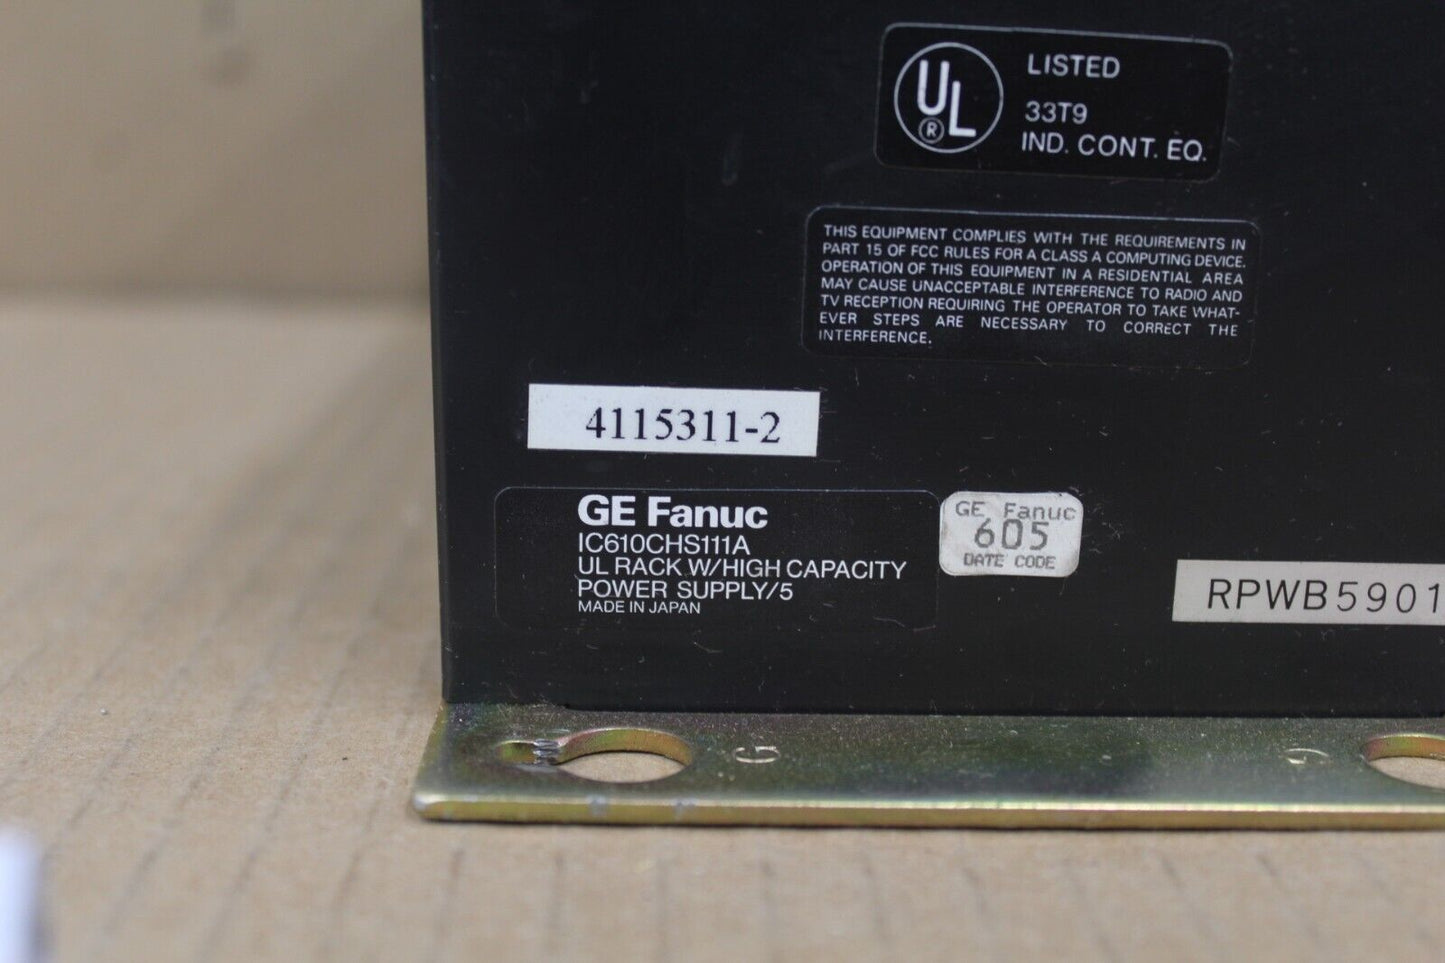 UL
®
LISTED
33T9
IND. CONT. EQ.
THIS EQUIPMENT COMPLIES WITH THE REQUIREMENTS IN
PART 15 OF FCC RULES FOR A CLASS A COMPUTING DEVICE.
OPERATION OF THIS EQUIPMENT IN A RESIDENTIAL AREA
MAY CAUSE UNACCEPTABLE INTERFERENCE TO RADIO AND
TV RECEPTION REQUIRING THE OPERATOR TO TAKE WHAT-
EVER STEPS ARE NECESSARY TO CORRECT THE
INTERFERENCE.
4115311-2
GE Fanuc
IC610CHS111A
UL RACK W/HIGH CAPACITY
POWER SUPPLY/5
MADE IN JAPAN
GE Fanuc
605
DATE CODE
RPWB5901
G
G